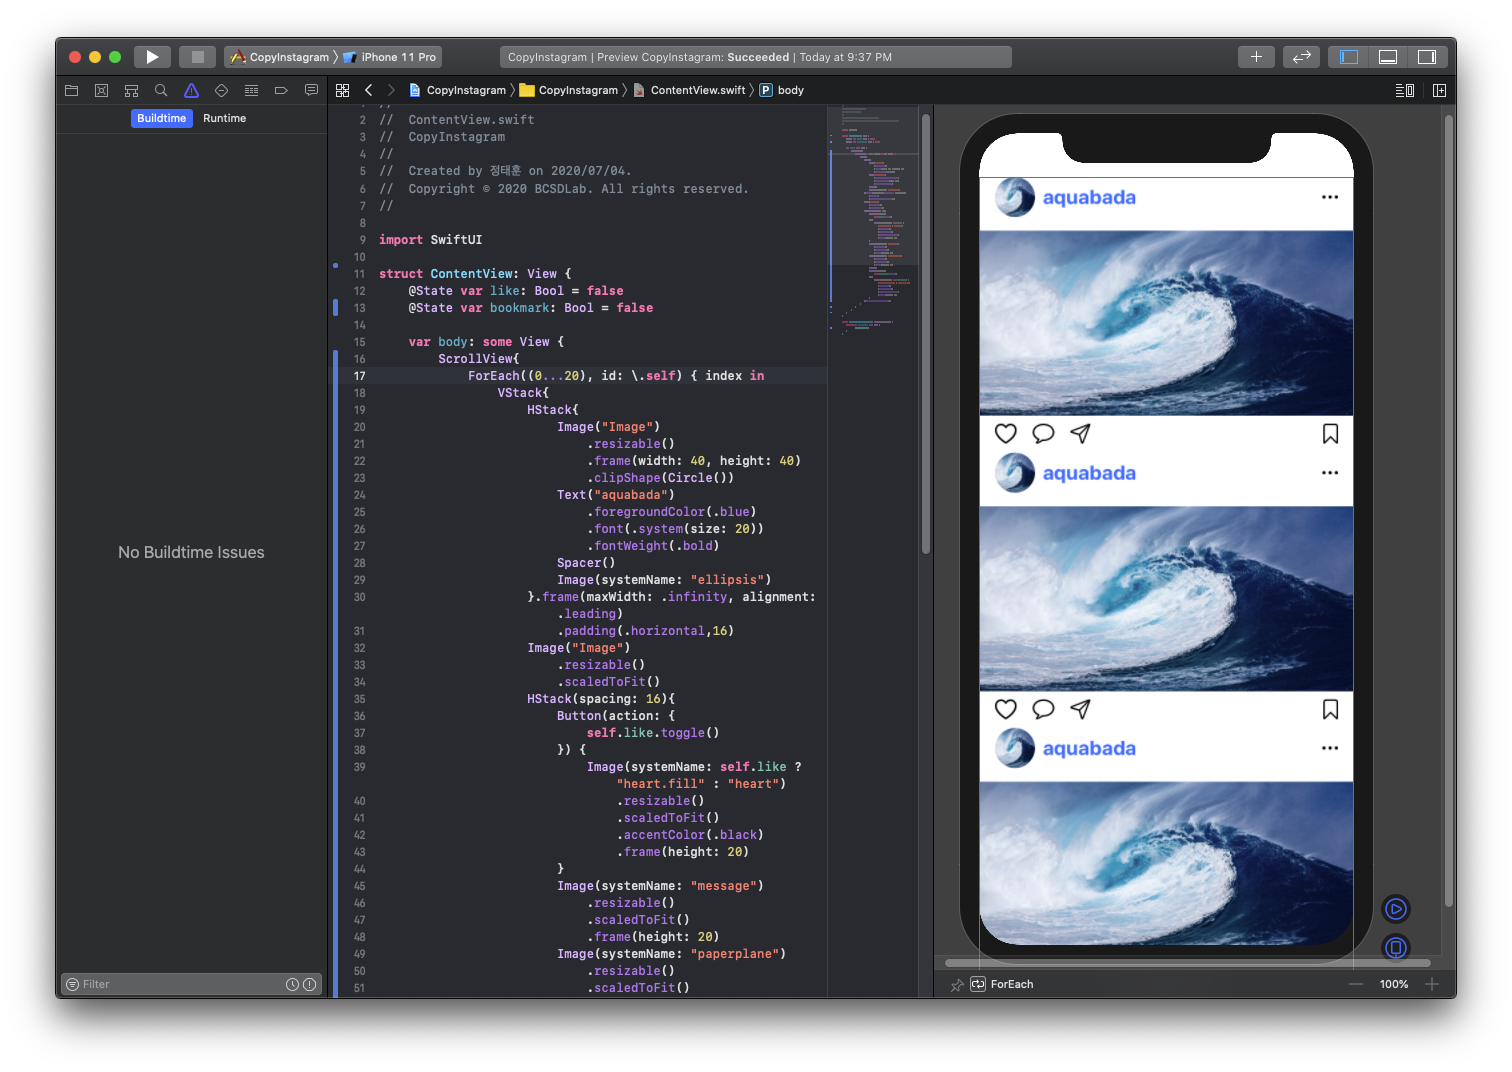 CopyInstagram iPhone 11 Pro
CopyInstagram | Preview CopyInstagram: Succeeded | Today at 9:37 PM
CopyInstagram CopyInstagram ContentView.swift P body
Buildtime Runtime
No Buildtime Issues
Filter
1 //
2 // ContentView.swift
3 // CopyInstagram
4 //
5 // Created by 정태훈 on 2020/07/04.
6 // Copyright © 2020 BCSDLab. All rights reserved.
7 //
8
9 import SwiftUI
10
11 struct ContentView: View {
12 @State var like: Bool = false
13 @State var bookmark: Bool = false
14
15 var body: some View {
16 ScrollView{
17 ForEach((0...20), id: \.self) { index in
18 VStack{
19 HStack{
20 Image("Image")
21 .resizable()
22 .frame(width: 40, height: 40)
23 .clipShape(Circle())
24 Text("aquabada")
25 .foregroundColor(.blue)
26 .font(.system(size: 20))
27 .fontWeight(.bold)
28 Spacer()
29 Image(systemName: "ellipsis")
30 }.frame(maxWidth: .infinity, alignment:
.leading)
31 .padding(.horizontal,16)
32 Image("Image")
33 .resizable()
34 .scaledToFit()
35 HStack(spacing: 16){
36 Button(action: {
37 self.like.toggle()
38 }) {
39 Image(systemName: self.like ?
"heart.fill" : "heart")
40 .resizable()
41 .scaledToFit()
42 .accentColor(.black)
43 .frame(height: 20)
44 }
45 Image(systemName: "message")
46 .resizable()
47 .scaledToFit()
48 .frame(height: 20)
49 Image(systemName: "paperplane")
50 .resizable()
51 .scaledToFit()
aquabada
aquabada
aquabada
ForEach
100%